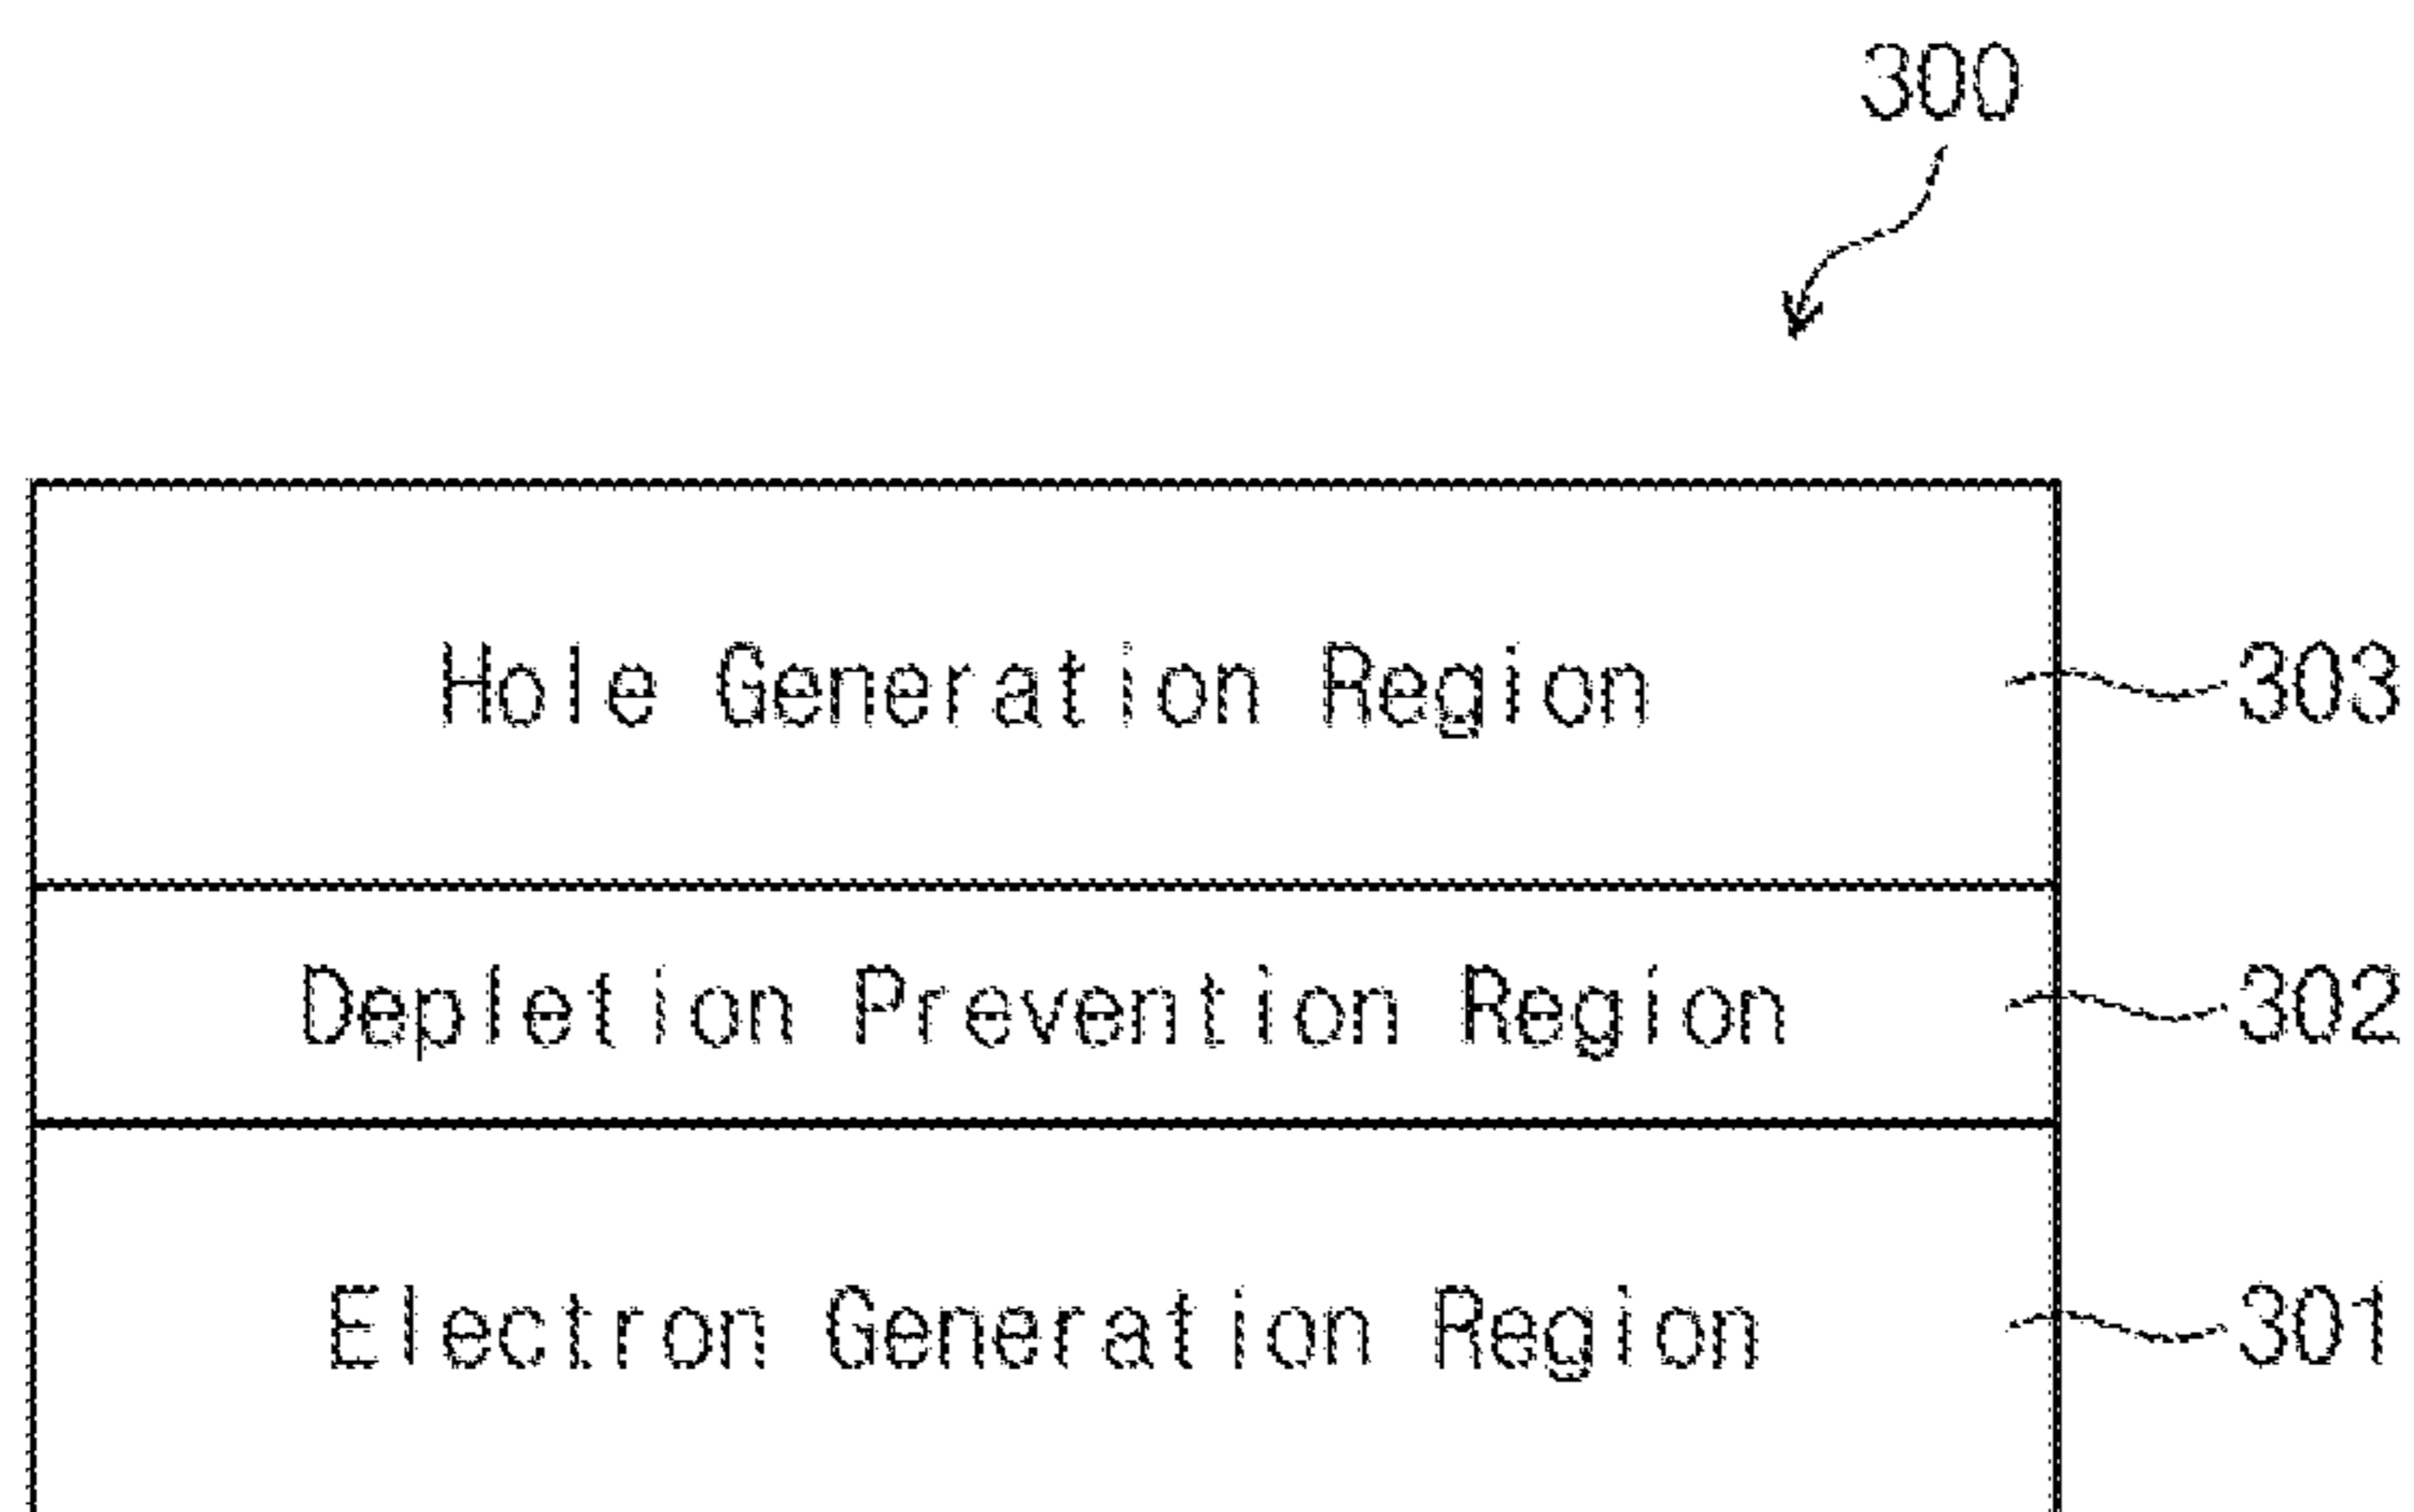 300
Hole Generation Region 303
Depletion Prevention Region 302
Electron Generation Region 301